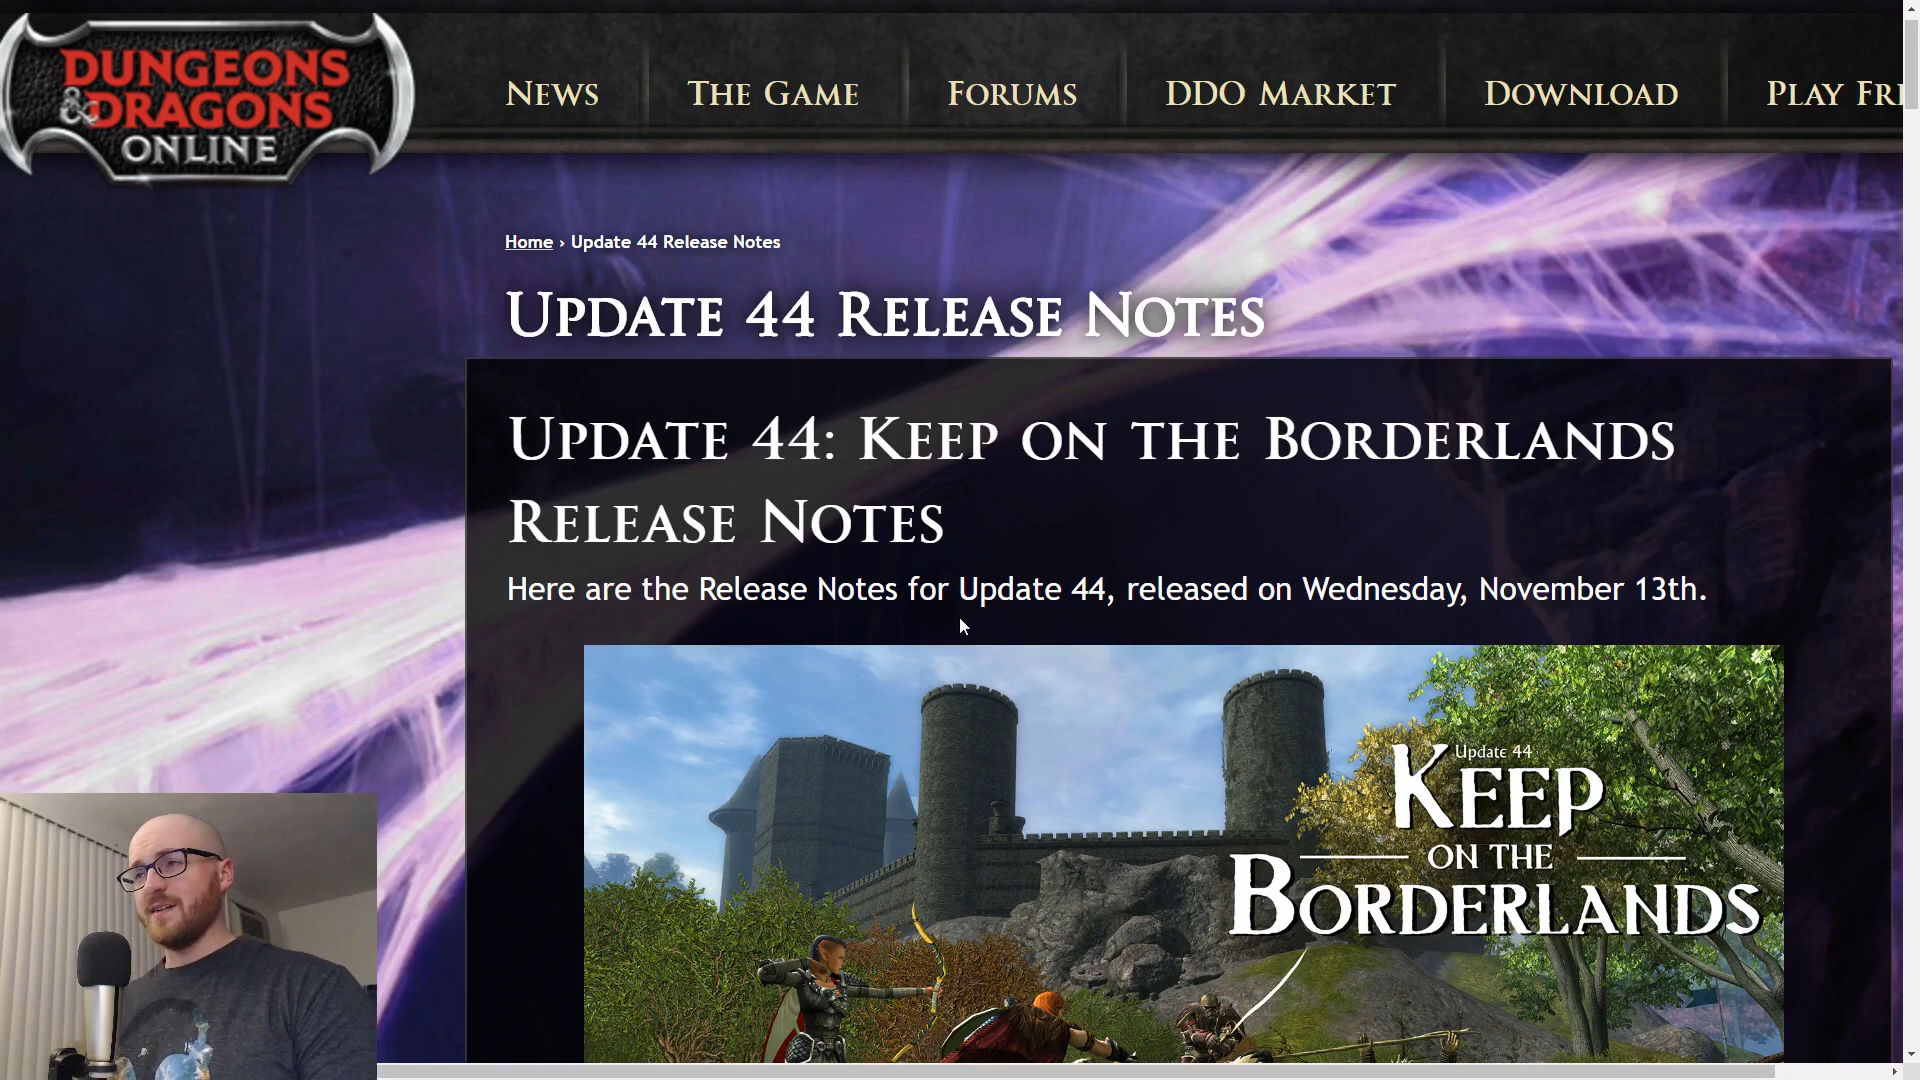 DUNGEONS
& DRAGONS
ONLINE
NEWS THE GAME FORUMS DDO MARKET DOWNLOAD PLAY FRE
Home › Update 44 Release Notes
UPDATE 44 RELEASE NOTES
UPDATE 44: KEEP ON THE BORDERLANDS
RELEASE NOTES
Here are the Release Notes for Update 44, released on Wednesday, November 13th.
Update 44
KEEP
ON THE
BORDERLANDS